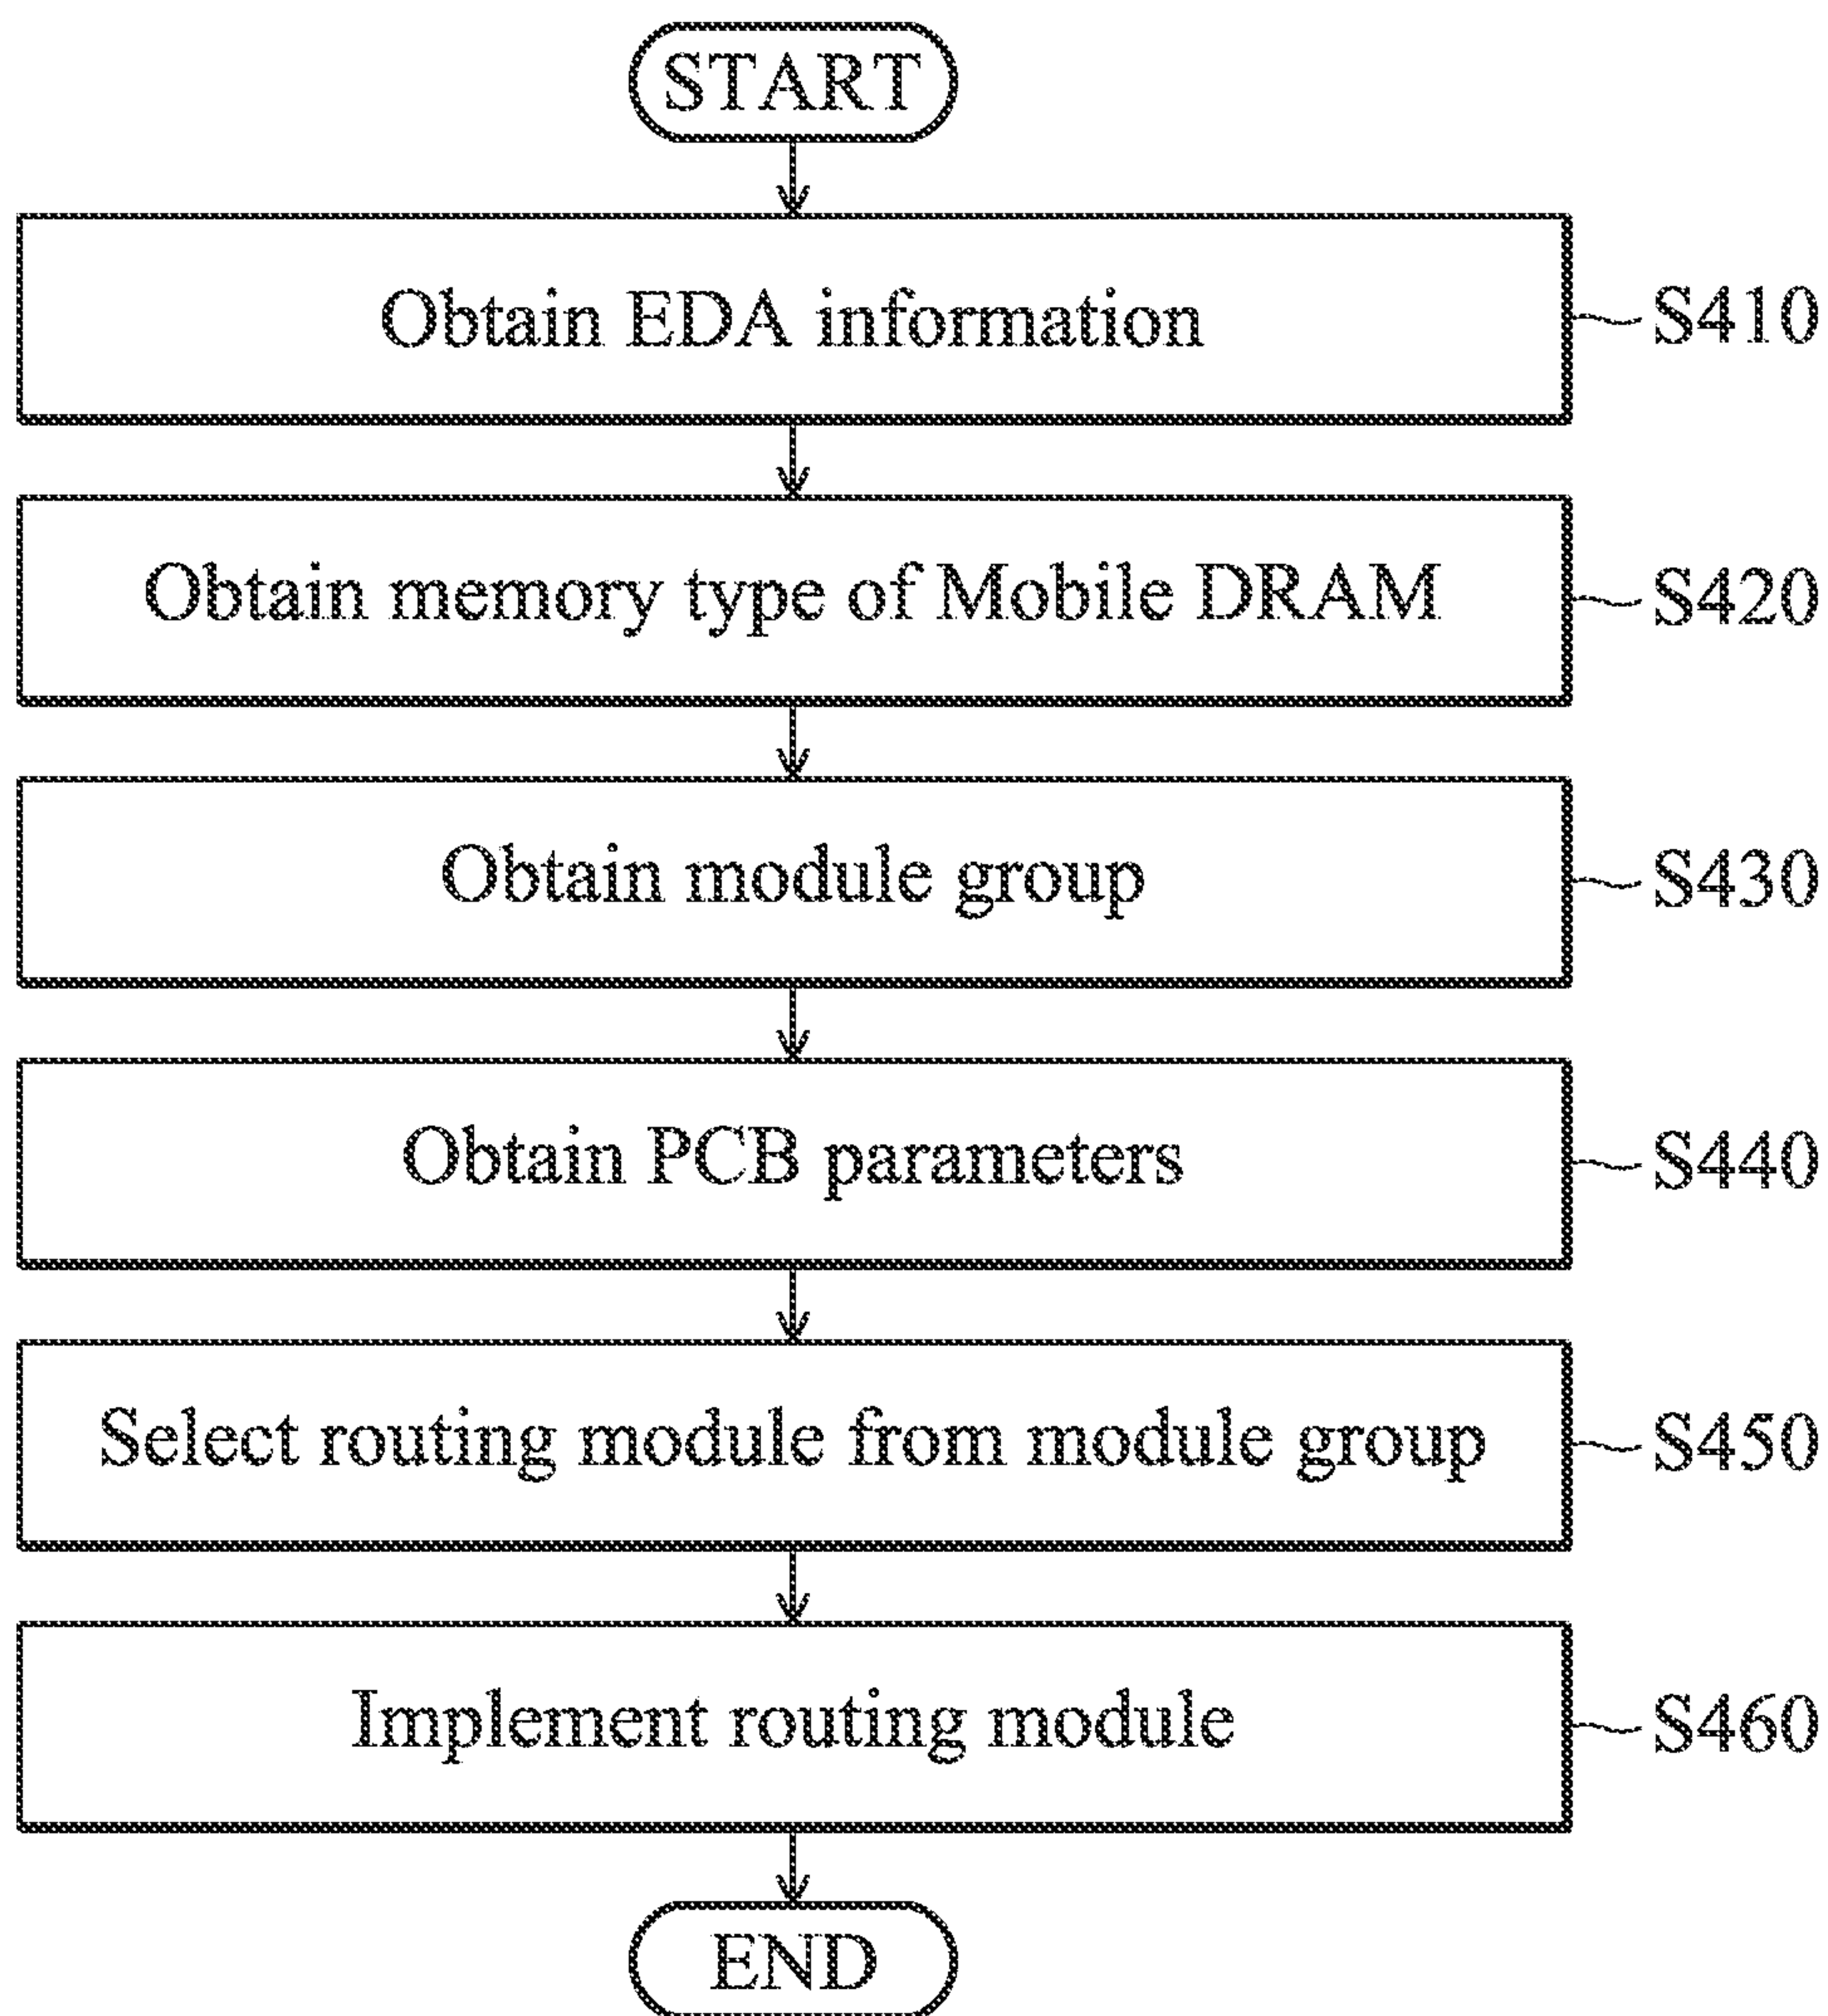 START
Obtain EDA information
S410
Obtain memory type of Mobile DRAM
S420
Obtain module group
S430
Obtain PCB parameters
S440
Select routing module from module group
S450
Implement routing module
S460
END